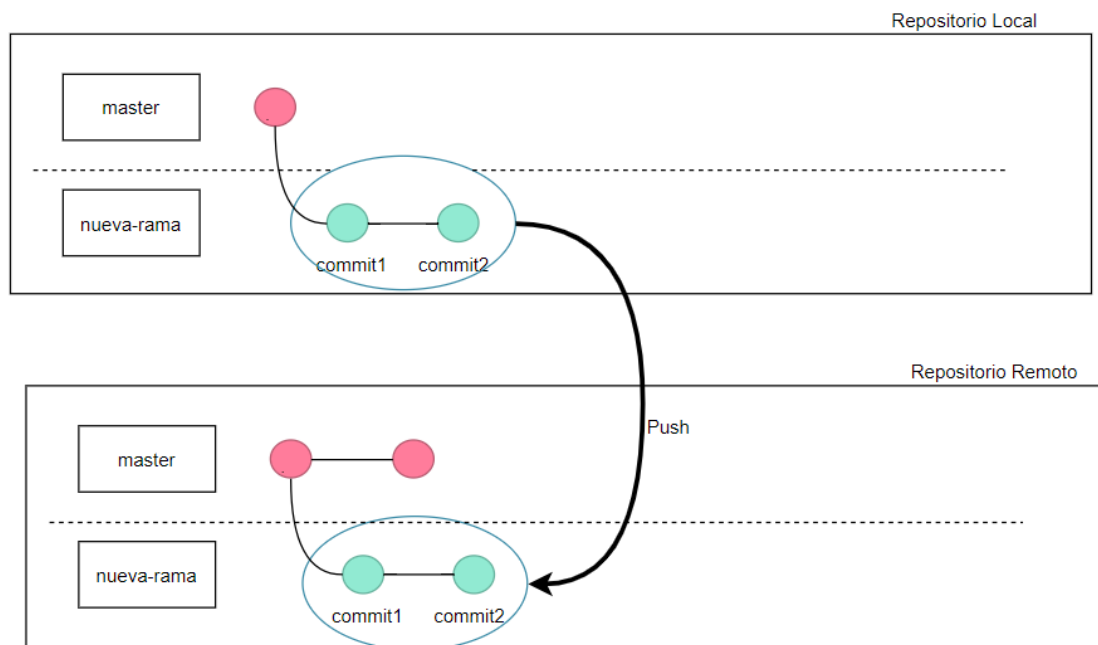 Repositorio Local
master
nueva-rama
commit1 commit2
Repositorio Remoto
Push
master
nueva-rama
commit1 commit2